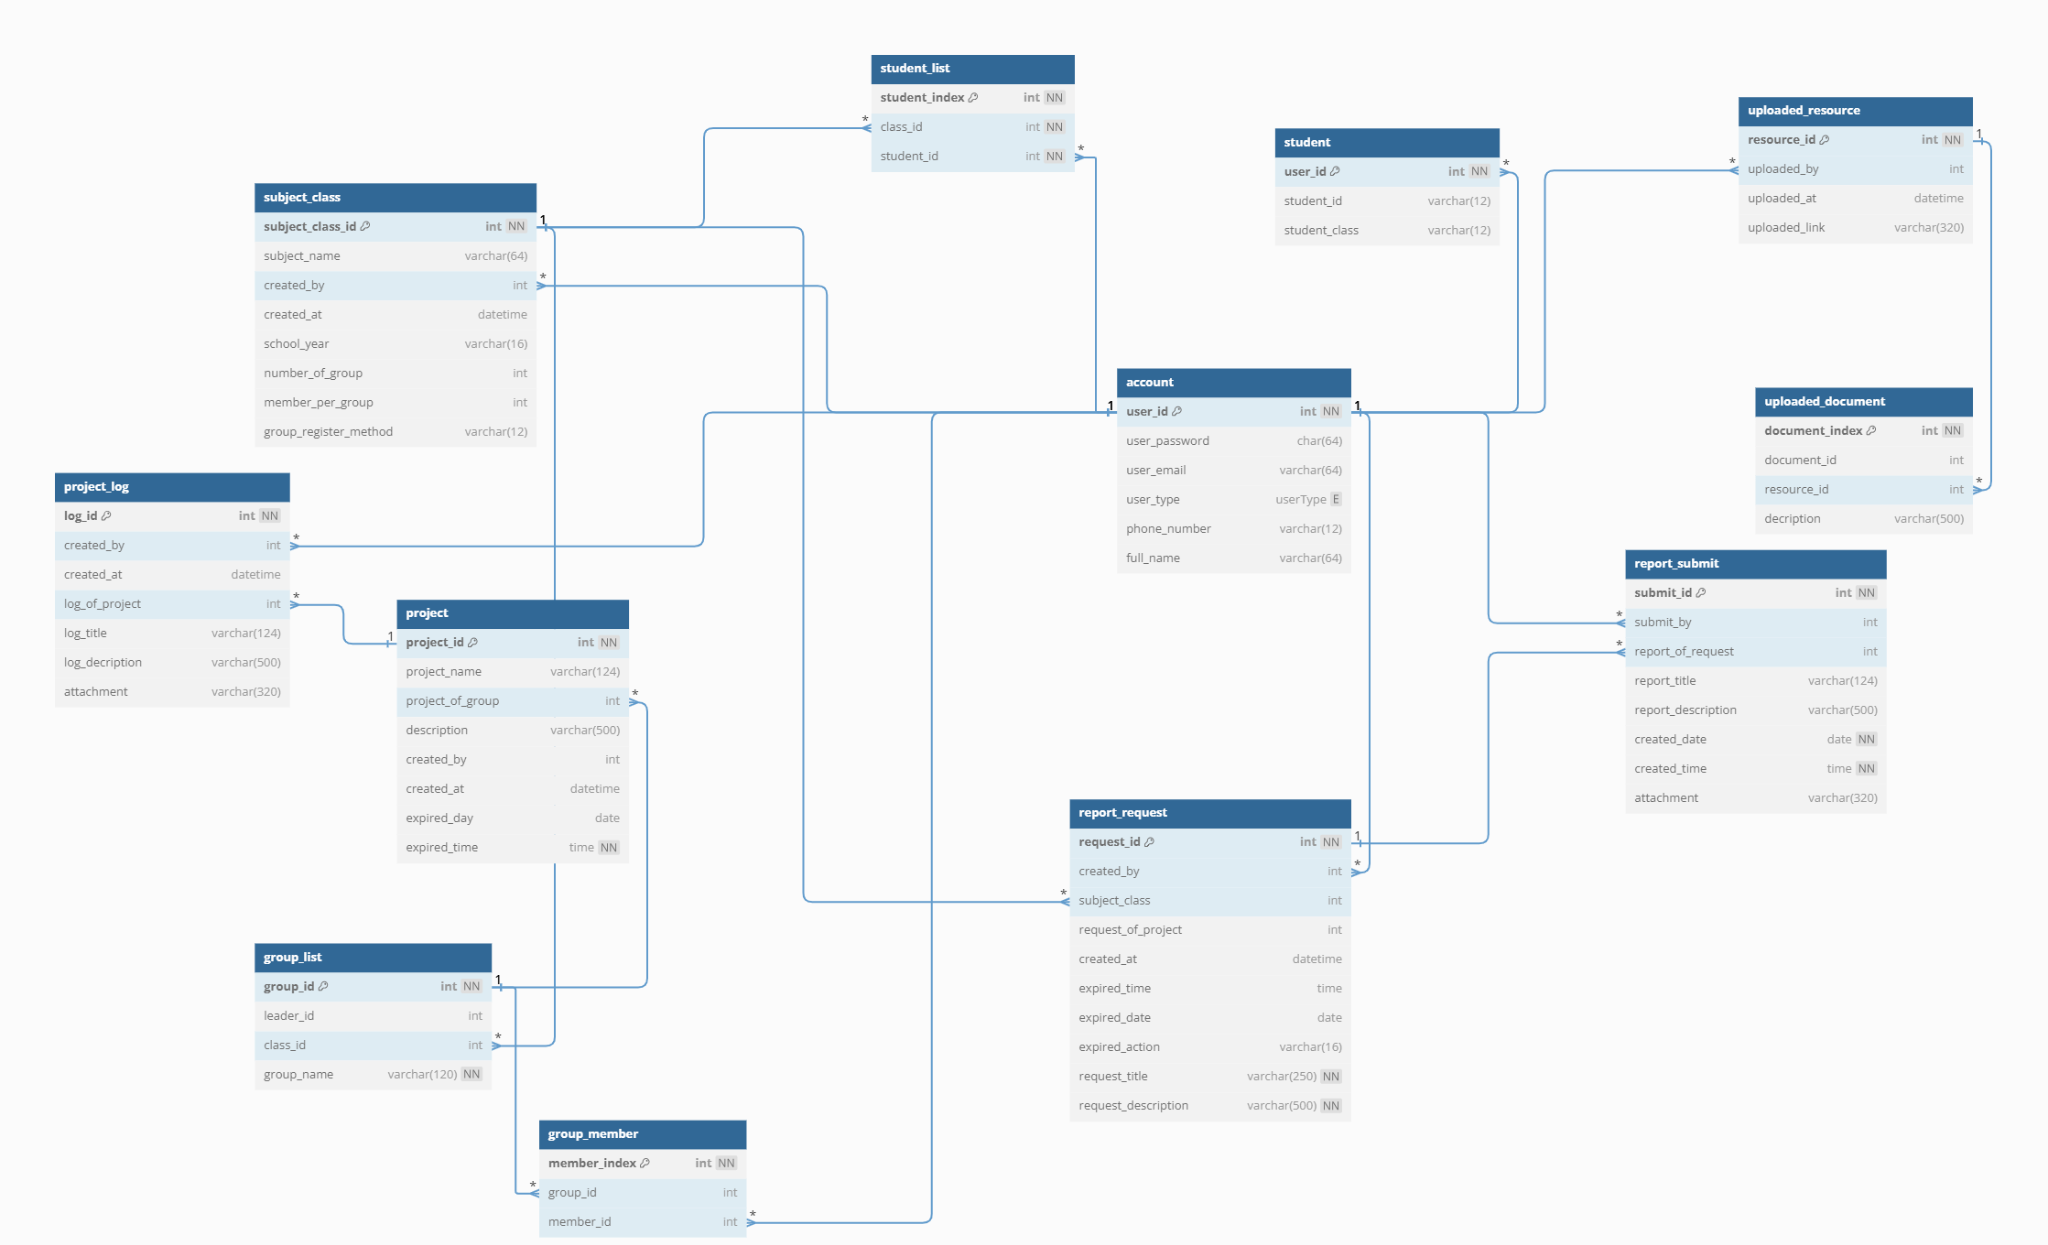 student_list
student_index int NN
* class_id int NN
student_id int NN *
student
user_id int NN *
student_id varchar(12)
student_class varchar(12)
uploaded_resource
resource_id int NN 1
* uploaded_by int
uploaded_at datetime
uploaded_link varchar(320)
subject_class
subject_class_id int NN 1
subject_name varchar(64)
created_by int *
created_at datetime
school_year varchar(16)
number_of_group int
member_per_group int
group_register_method varchar(12)
account
1 user_id int NN 1
user_password char(64)
user_email varchar(64)
user_type userType E
phone_number varchar(12)
full_name varchar(64)
uploaded_document
document_index int NN
document_id int
resource_id int *
decription varchar(500)
project_log
log_id int NN
created_by int *
created_at datetime
log_of_project int *
log_title varchar(124)
log_decription varchar(500)
attachment varchar(320)
project
1 project_id int NN
project_name varchar(124)
project_of_group int *
description varchar(500)
created_by int
created_at datetime
expired_day date
expired_time time NN
report_submit
submit_id int NN
* submit_by int
* report_of_request int
report_title varchar(124)
report_description varchar(500)
created_date date NN
created_time time NN
attachment varchar(320)
report_request
request_id int NN 1
created_by int *
* subject_class int
request_of_project int
created_at datetime
expired_time time
expired_date date
expired_action varchar(16)
request_title varchar(250) NN
request_description varchar(500) NN
group_list
group_id int NN 1
leader_id int
class_id int *
group_name varchar(120) NN
group_member
member_index int NN
* group_id int
member_id int *